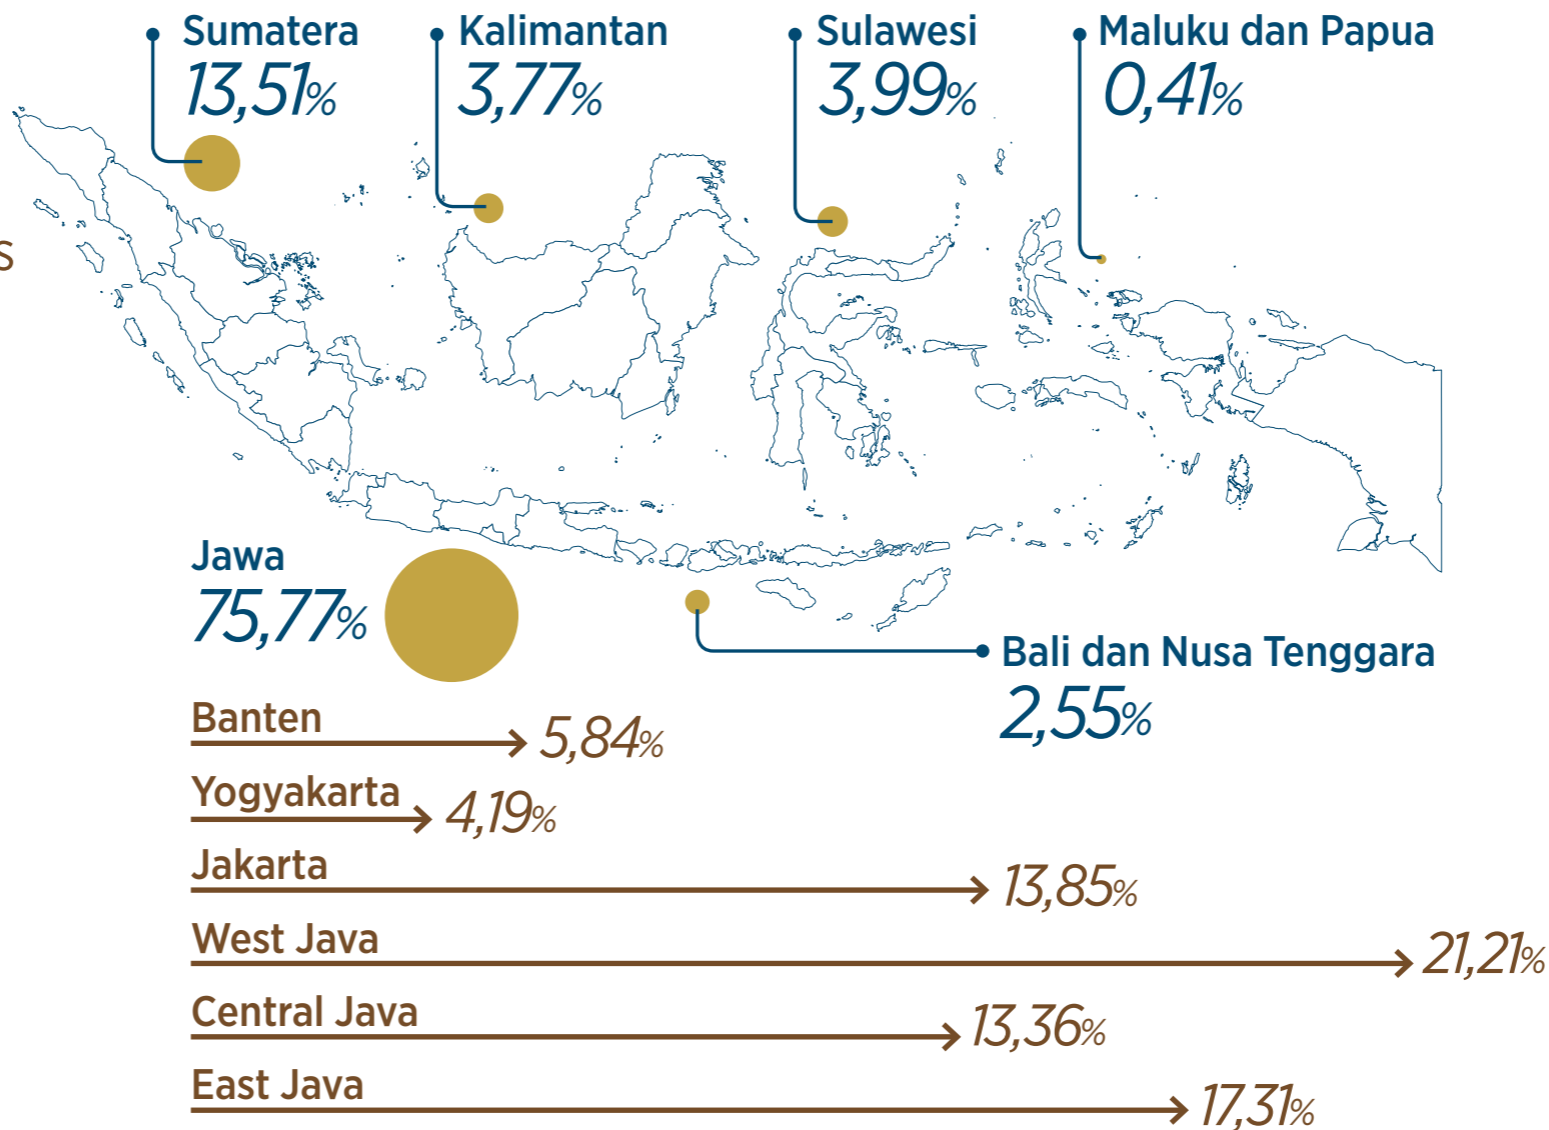 Sumatera
13,51%
Kalimantan
3,77%
Sulawesi
3,99%
Maluku dan Papua
0,41%
S
Jawa
75,77%
Bali dan Nusa Tenggara
2,55%
Banten
5,84%
Yogyakarta
4,19%
Jakarta
13,85%
West Java
21,21%
Central Java
13,36%
East Java
17,31%